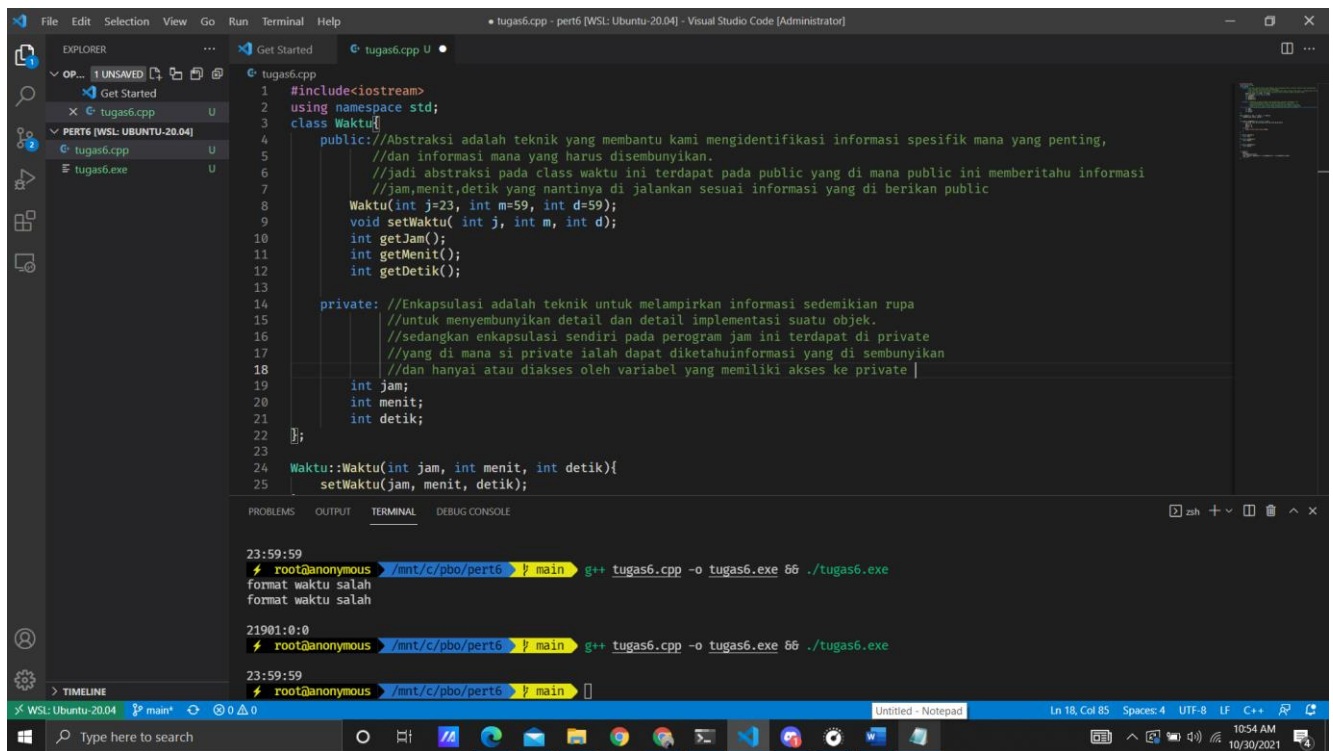 File Edit Selection View Go Run Terminal Help
● tugas6.cpp - pert6 [WSL: Ubuntu-20.04] - Visual Studio Code [Administrator]
EXPLORER
OP... 1 UNSAVED
Get Started
tugas6.cpp U
PERT6 [WSL: UBUNTU-20.04]
tugas6.cpp U
tugas6.exe U
TIMELINE
Get Started
tugas6.cpp U ●
tugas6.cpp
1 #include<iostream>
2 using namespace std;
3 class Waktu{
4 public://Abstraksi adalah teknik yang membantu kami mengidentifikasi informasi spesifik mana yang penting,
5 //dan informasi mana yang harus disembunyikan.
6 //jadi abstraksi pada class waktu ini terdapat pada public yang di mana public ini memberitahu informasi
7 //jam,menit,detik yang nantinya di jalankan sesuai informasi yang di berikan public
8 Waktu(int j=23, int m=59, int d=59);
9 void setWaktu( int j, int m, int d);
10 int getJam();
11 int getMenit();
12 int getDetik();
13
14 private: //Enkapsulasi adalah teknik untuk melampirkan informasi sedemikian rupa
15 //untuk menyembunyikan detail dan detail implementasi suatu objek.
16 //sedangkan enkapsulasi sendiri pada perogram jam ini terdapat di private
17 //yang di mana si private ialah dapat diketahuinformasi yang di sembunyikan
18 //dan hanyai atau diakses oleh variabel yang memiliki akses ke private
19 int jam;
20 int menit;
21 int detik;
22 };
23
24 Waktu::Waktu(int jam, int menit, int detik){
25 setWaktu(jam, menit, detik);
PROBLEMS OUTPUT TERMINAL DEBUG CONSOLE
zsh
23:59:59
root@anonymous /mnt/c/pbo/pert6 main g++ tugas6.cpp -o tugas6.exe && ./tugas6.exe
format waktu salah
format waktu salah
21901:0:0
root@anonymous /mnt/c/pbo/pert6 main g++ tugas6.cpp -o tugas6.exe && ./tugas6.exe
23:59:59
root@anonymous /mnt/c/pbo/pert6 main
WSL: Ubuntu-20.04 main* 0 0
Untitled - Notepad
Ln 18, Col 85 Spaces: 4 UTF-8 LF C++
Type here to search
10:54 AM
10/30/2021